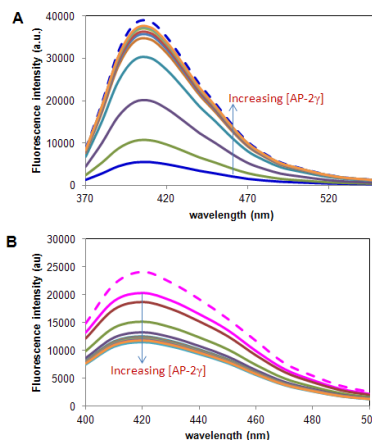 A
Fluorescence intensity (a.u.)
40000
35000
30000
25000
20000
15000
10000
5000
0
Increasing [AP-2γ]
370 420 470 520
wavelength (nm)
B
Fluorescence intensity (au)
30000
25000
20000
15000
10000
5000
0
Increasing [AP-2γ]
400 420 440 460 480 50
wavelength (nm)